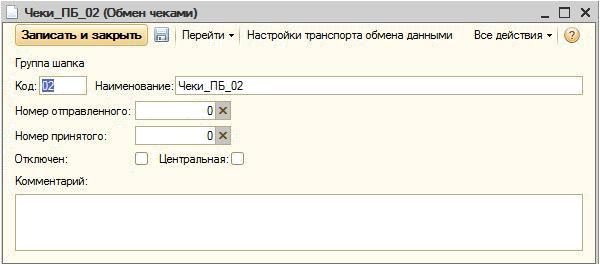 Чеки_ПБ_02 (Обмен чеками)
Записать и закрыть Перейти Настройки транспорта обмена данными Все действия ?
Группа шапка
Код: 02 Наименование: Чеки_ПБ_02
Номер отправленного: 0
Номер принятого: 0
Отключен: Центральная:
Комментарий: